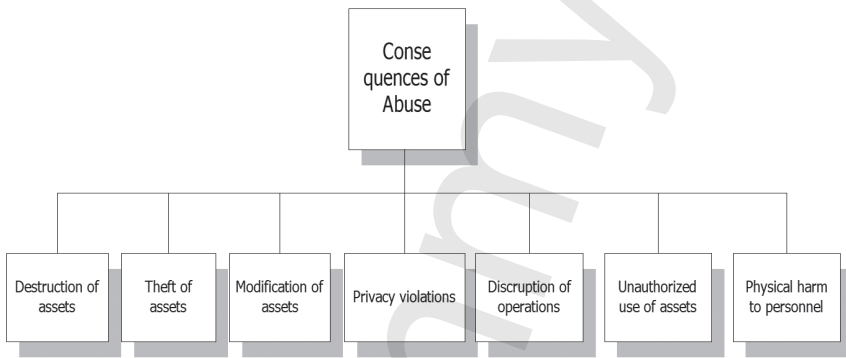 Conse
quences of
Abuse
Destruction of
assets
Theft of
assets
Modification of
assets
Privacy violations
Discruption of
operations
Unauthorized
use of assets
Physical harm
to personnel